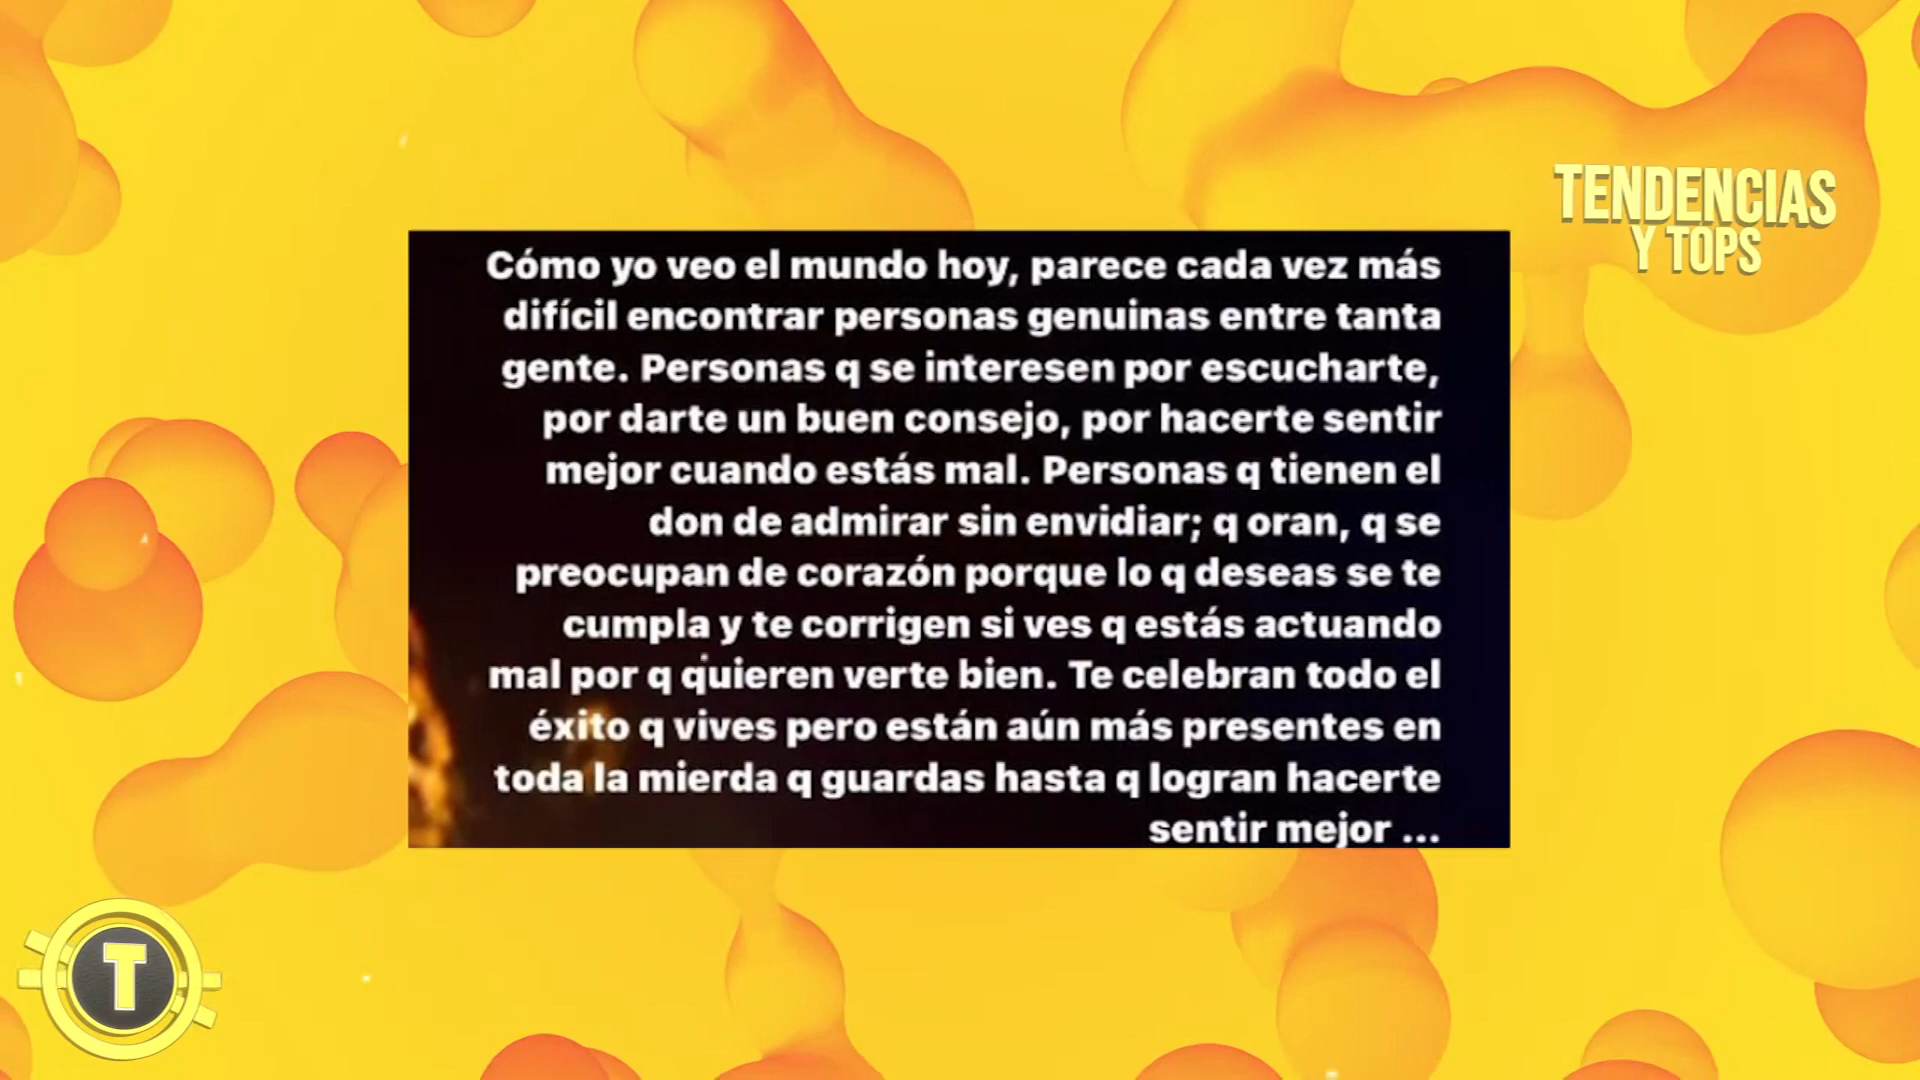 TENDENCIAS
Y TOPS
Cómo yo veo el mundo hoy, parece cada vez más
difícil encontrar personas genuinas entre tanta
gente. Personas q se interesen por escucharte,
por darte un buen consejo, por hacerte sentir
mejor cuando estás mal. Personas q tienen el
don de admirar sin envidiar; q oran, q se
preocupan de corazón porque lo q deseas se te
cumpla y te corrigen si ves q estás actuando
mal por q quieren verte bien. Te celebran todo el
éxito q vives pero están aún más presentes en
toda la mierda q guardas hasta q logran hacerte
sentir mejor ...
T